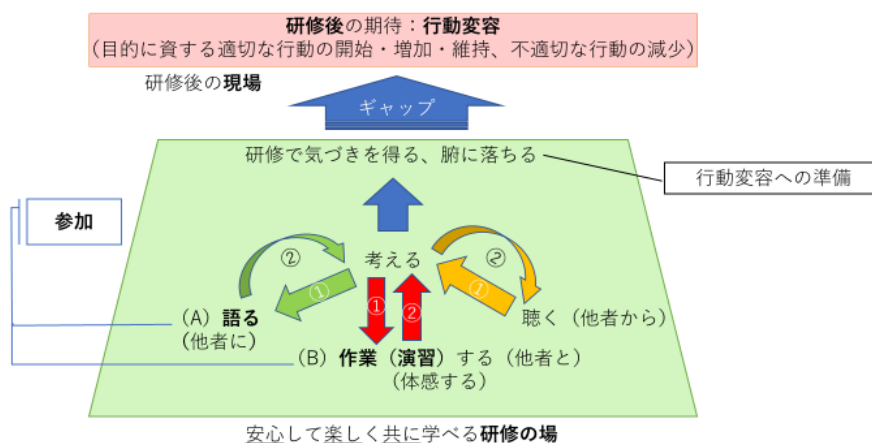 研修後の期待：行動変容
（目的に資する適切な行動の開始・増加・維持、不適切な行動の減少）
研修後の現場
ギャップ
研修で気づきを得る、腑に落ちる
行動変容への準備
参加
②
考える
②
①
①
②
①
（A）語る
（他者に）
聴く（他者から）
（B）作業（演習）する（他者と）
（体感する）
安心して楽しく共に学べる研修の場